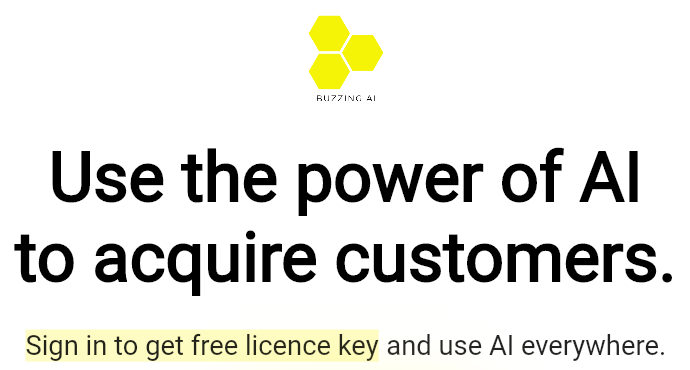 BUZZING AI
Use the power of AI
to acquire customers.
Sign in to get free licence key and use AI everywhere.